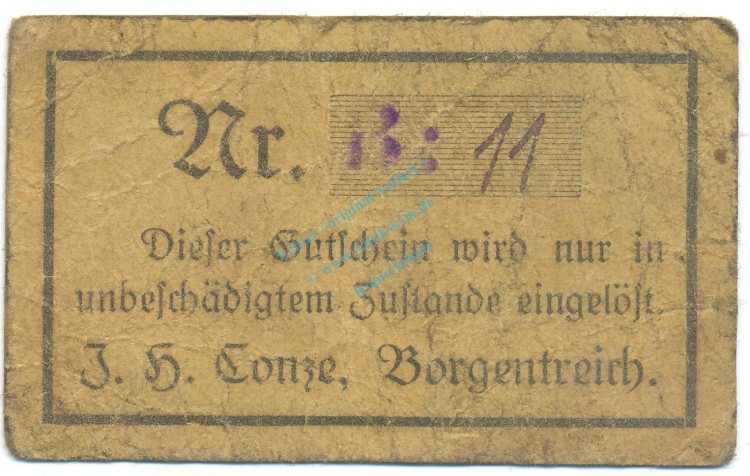 Nr. B: 11
Dieser Gutschein wird nur in
unbeschädigtem Zustande eingelöst.
J. H. Conze, Borgentreich.